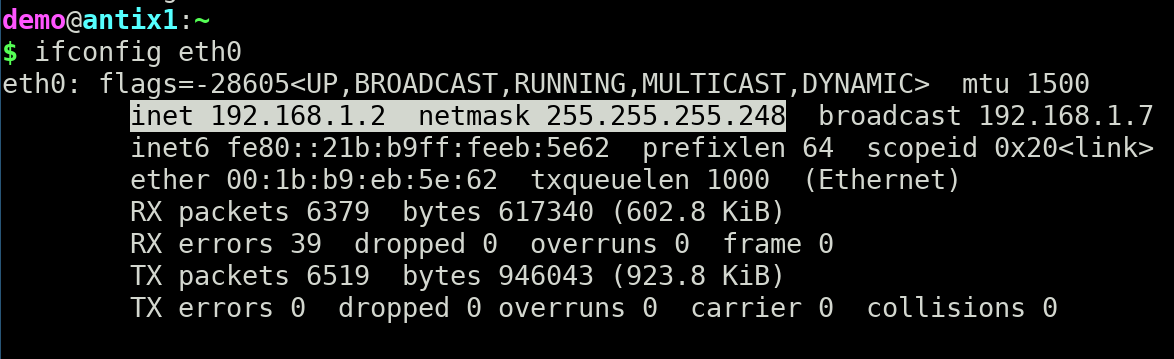 demo@antix1:~
$ ifconfig eth0
eth0: flags=-28605<UP,BROADCAST,RUNNING,MULTICAST,DYNAMIC>  mtu 1500
        inet 192.168.1.2  netmask 255.255.255.248  broadcast 192.168.1.7
        inet6 fe80::21b:b9ff:feeb:5e62  prefixlen 64  scopeid 0x20<link>
        ether 00:1b:b9:eb:5e:62  txqueuelen 1000  (Ethernet)
        RX packets 6379  bytes 617340 (602.8 KiB)
        RX errors 39  dropped 0  overruns 0  frame 0
        TX packets 6519  bytes 946043 (923.8 KiB)
        TX errors 0  dropped 0 overruns 0  carrier 0  collisions 0